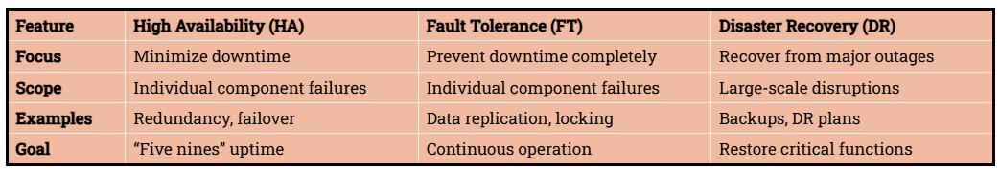 Feature High Availability (HA) Fault Tolerance (FT) Disaster Recovery (DR)
Focus Minimize downtime Prevent downtime completely Recover from major outages
Scope Individual component failures Individual component failures Large-scale disruptions
Examples Redundancy, failover Data replication, locking Backups, DR plans
Goal “Five nines” uptime Continuous operation Restore critical functions